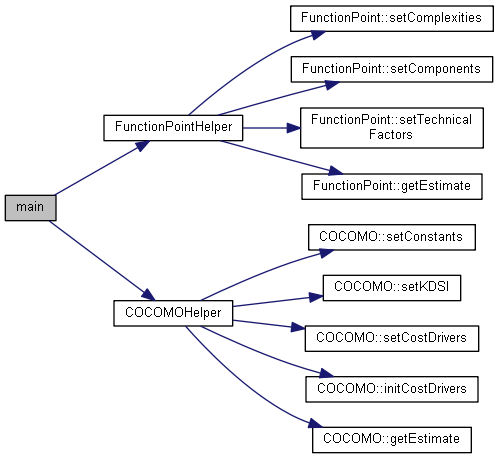 FunctionPoint::setComplexities
FunctionPoint::setComponents
FunctionPointHelper
FunctionPoint::setTechnical
Factors
FunctionPoint::getEstimate
main
COCOMO::setConstants
COCOMO::setKDSI
COCOMOHelper
COCOMO::setCostDrivers
COCOMO::initCostDrivers
COCOMO::getEstimate